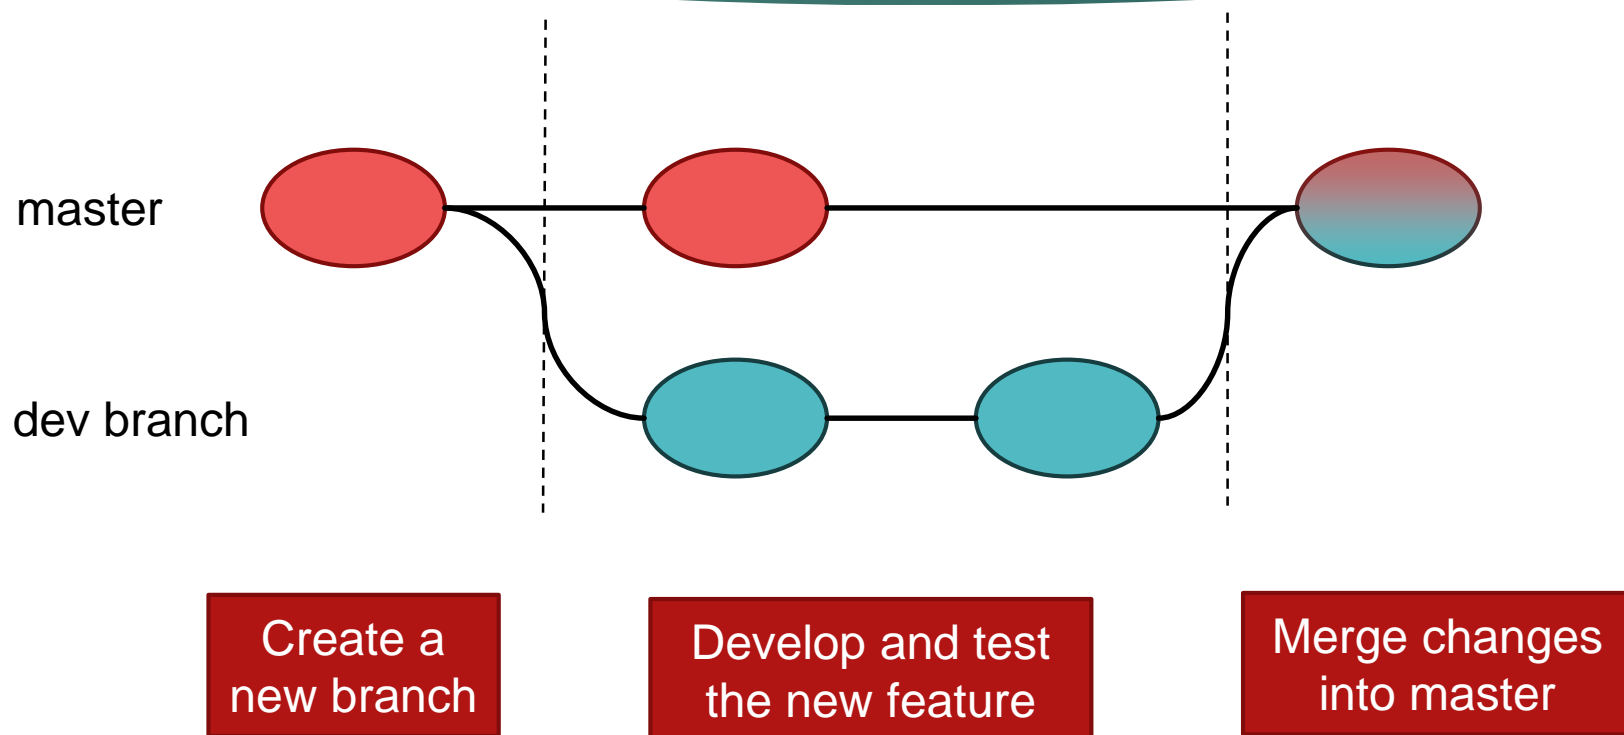 master
dev branch
Create a
new branch
Develop and test
the new feature
Merge changes
into master